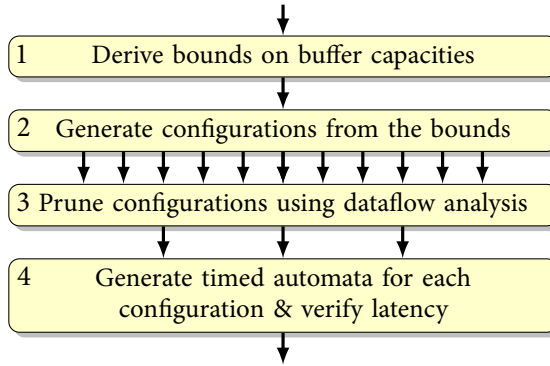 1 Derive bounds on buffer capacities
2 Generate configurations from the bounds
3 Prune configurations using dataflow analysis
4 Generate timed automata for each
configuration & verify latency